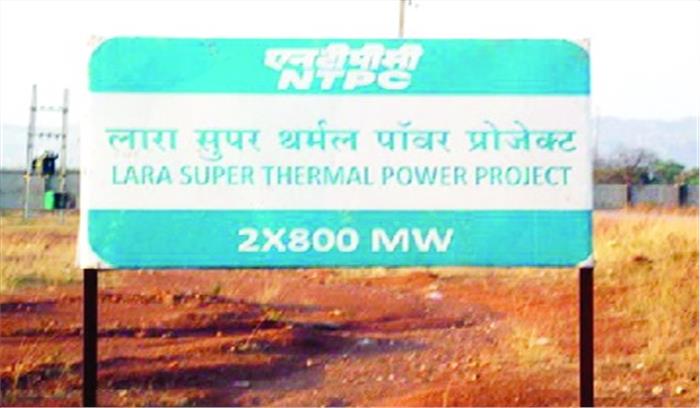 एनटीपीसी
NTPC
लारा सुपर थर्मल पॉवर प्रोजेक्ट
LARA SUPER THERMAL POWER PROJECT
2X800 MW